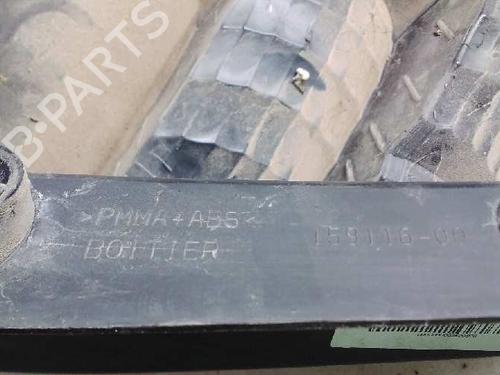 B-PARTS
>PMMA+ABS<
BOITIER
159116-00